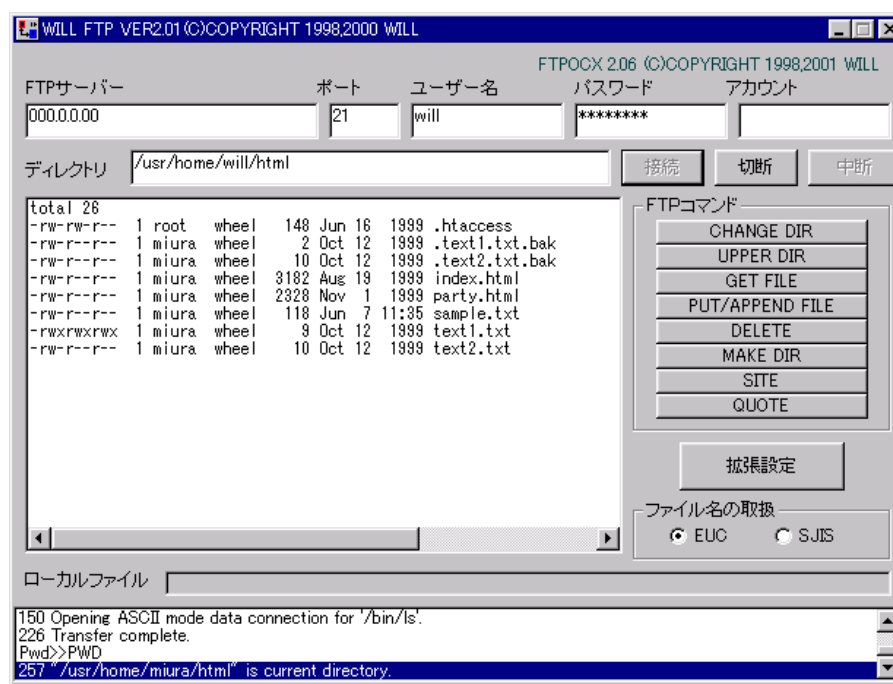 WILL FTP VER2.01(C)COPYRIGHT 1998,2000 WILL
FTPOCX 2.06 (C)COPYRIGHT 1998,2001 WILL
FTPサーバー ポート ユーザー名 パスワード アカウント
000.0.0.00 21 will ********
ディレクトリ /usr/home/will/html 接続 切断 中断
total 26
-rw-rw-r-- 1 root wheel 148 Jun 16 1999 .htaccess
-rw-r--r-- 1 miura wheel 2 Oct 12 1999 .text1.txt.bak
-rw-r--r-- 1 miura wheel 10 Oct 12 1999 .text2.txt.bak
-rw-r--r-- 1 miura wheel 3182 Aug 19 1999 index.html
-rw-r--r-- 1 miura wheel 2328 Nov 1 1999 party.html
-rw-r--r-- 1 miura wheel 118 Jun 7 11:35 sample.txt
-rwxrwxrwx 1 miura wheel 9 Oct 12 1999 text1.txt
-rw-r--r-- 1 miura wheel 10 Oct 12 1999 text2.txt
FTPコマンド
CHANGE DIR
UPPER DIR
GET FILE
PUT/APPEND FILE
DELETE
MAKE DIR
SITE
QUOTE
拡張設定
ファイル名の取扱
EUC SJIS
ローカルファイル
150 Opening ASCII mode data connection for '/bin/ls'.
226 Transfer complete.
Pwd>>PWD
257 "/usr/home/miura/html" is current directory.